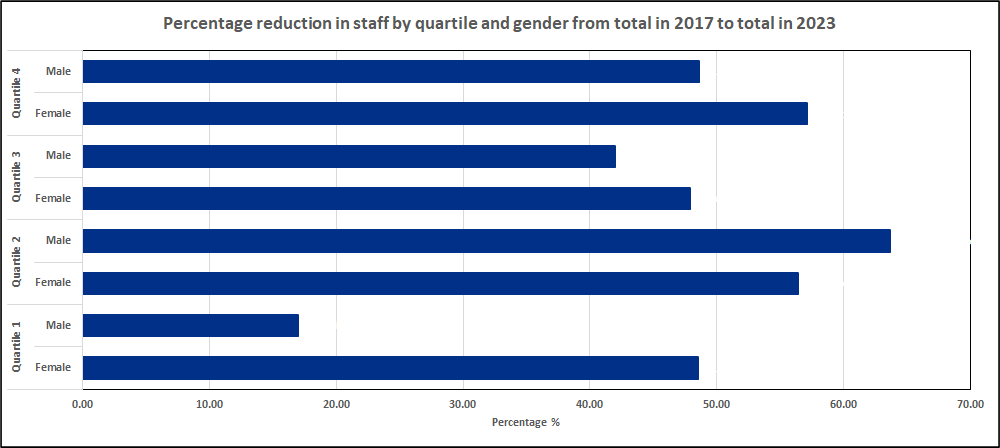 Percentage reduction in staff by quartile and gender from total in 2017 to total in 2023
Quartile 4
Male
Female
Quartile 3
Male
Female
Quartile 2
Male
Female
Quartile 1
Male
Female
0.00 10.00 20.00 30.00 40.00 50.00 60.00 70.00
Percentage %